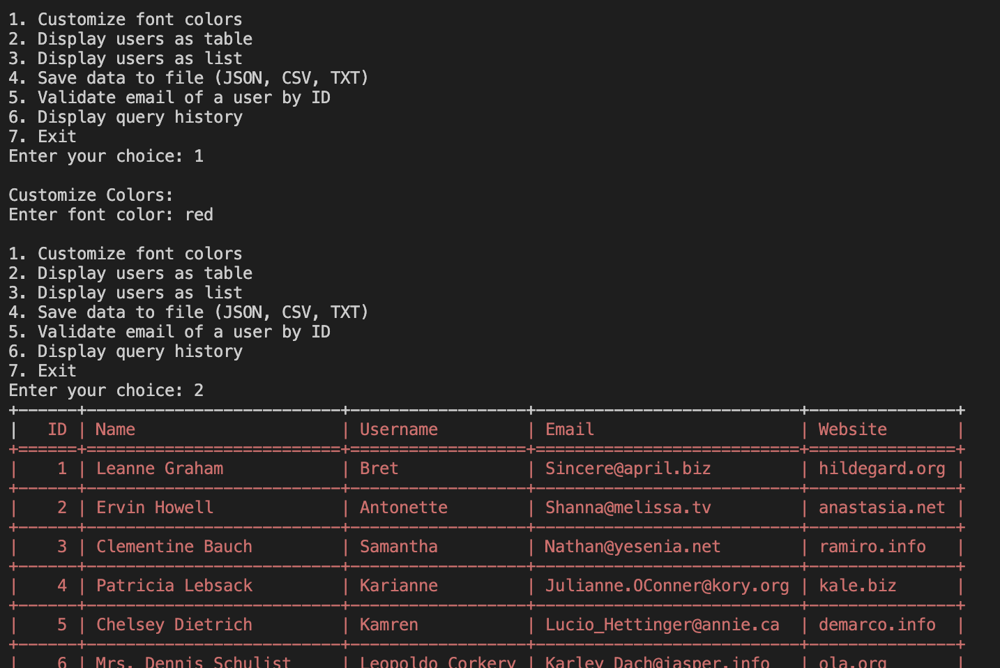 1. Customize font colors
2. Display users as table
3. Display users as list
4. Save data to file (JSON, CSV, TXT)
5. Validate email of a user by ID
6. Display query history
7. Exit
Enter your choice: 1
Customize Colors:
Enter font color: red
1. Customize font colors
2. Display users as table
3. Display users as list
4. Save data to file (JSON, CSV, TXT)
5. Validate email of a user by ID
6. Display query history
7. Exit
Enter your choice: 2
| ID | Name | Username | Email | Website |
| 1 | Leanne Graham | Bret | Sincere@april.biz | hildegard.org |
| 2 | Ervin Howell | Antonette | Shanna@melissa.tv | anastasia.net |
| 3 | Clementine Bauch | Samantha | Nathan@yesenia.net | ramiro.info |
| 4 | Patricia Lebsack | Karianne | Julianne.OConner@kory.org | kale.biz |
| 5 | Chelsey Dietrich | Kamren | Lucio_Hettinger@annie.ca | demarco.info |
| 6 | Mrs. Dennis Schulist | Leopoldo_Corkery | Karley_Dach@jasper.info | ola.org |